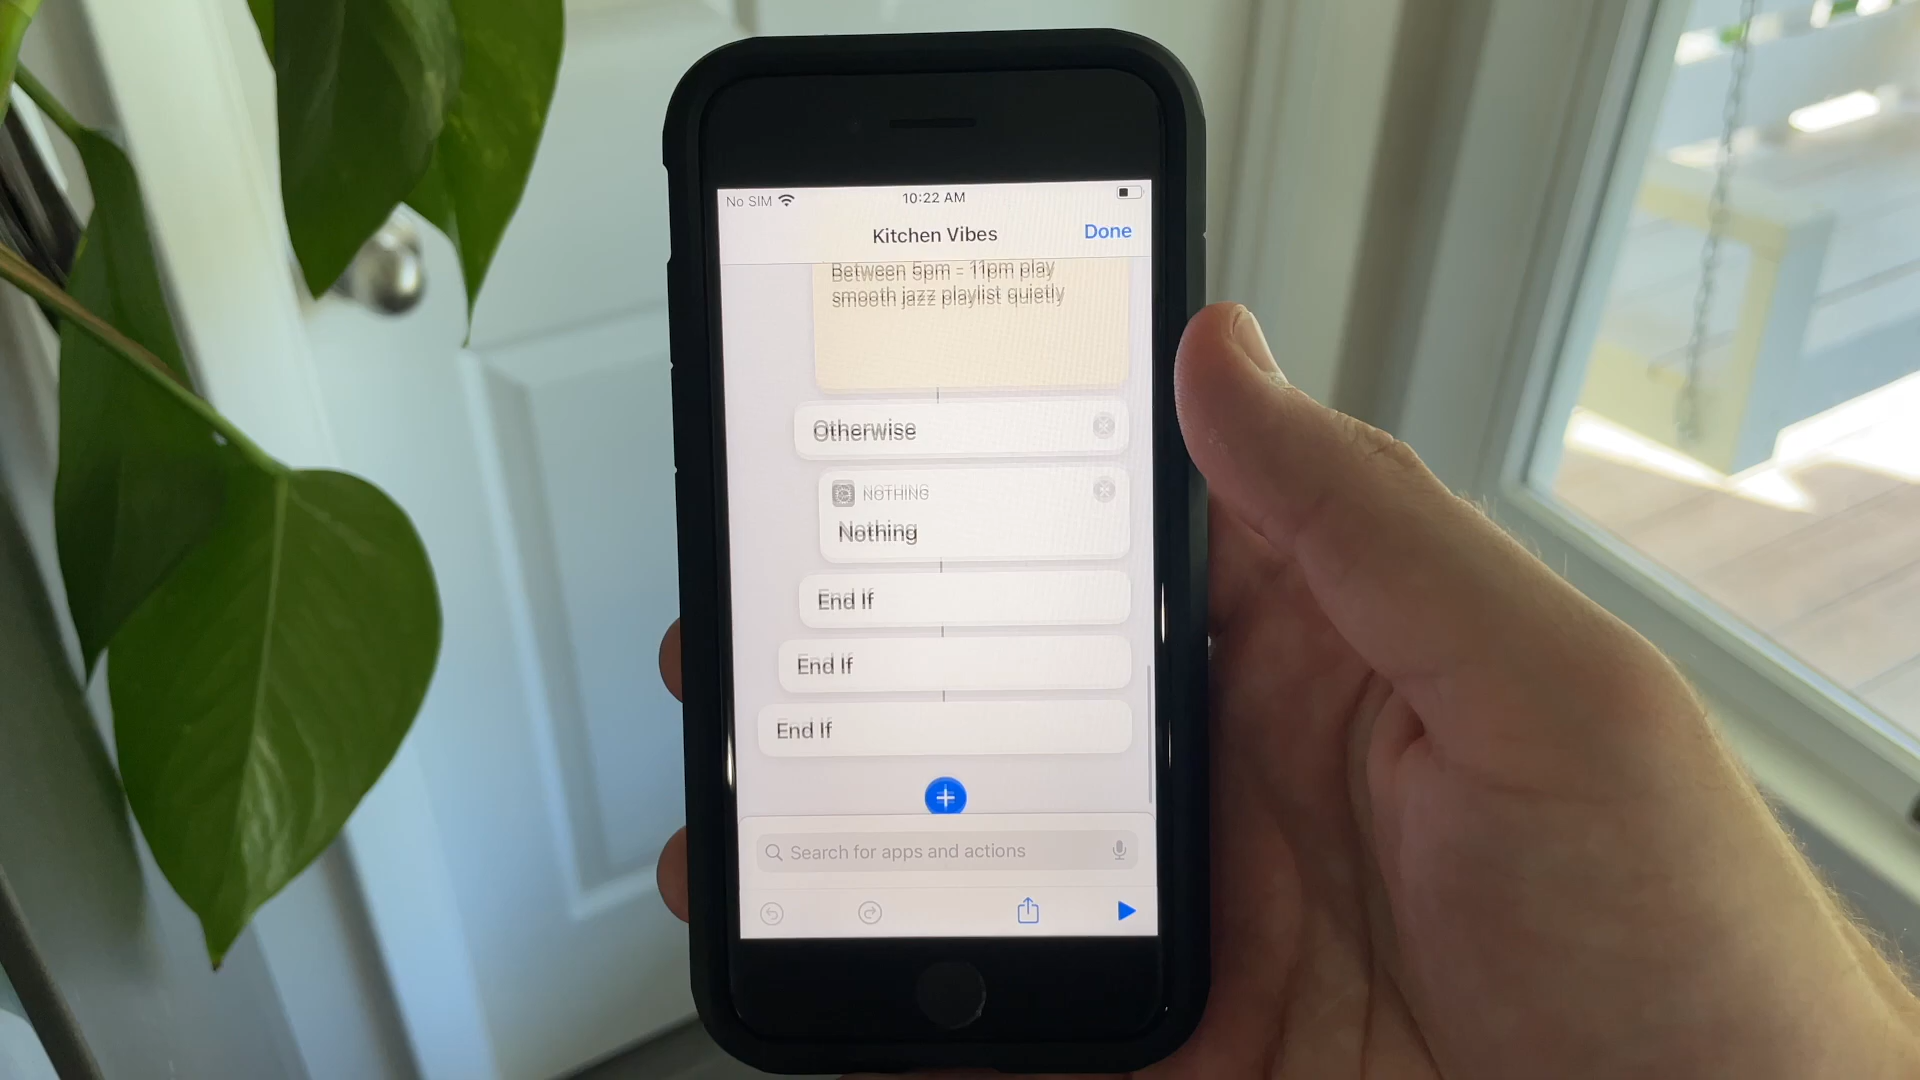 No SIM
10:22 AM
Kitchen Vibes
Done
Between 5pm - 11pm play
smooth jazz playlist quietly
Otherwise
NOTHING
Nothing
End If
End If
End If
Search for apps and actions